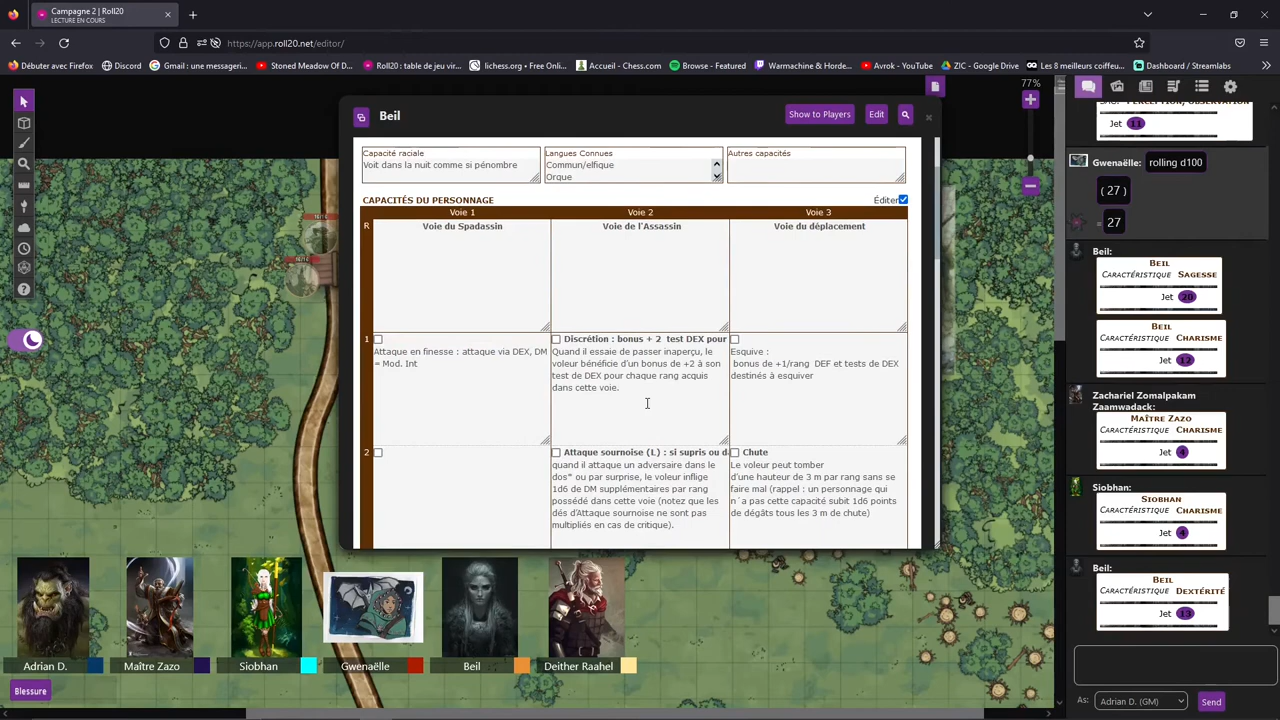 Campagne 2 | Roll20
LECTURE EN COURS
https://app.roll20.net/editor/
Débuter avec Firefox
Discord
Gmail : une messageri...
Stoned Meadow Of D...
Roll20 : table de jeu vir...
lichess.org • Free Onli...
Accueil - Chess.com
Browse - Featured
Warmachine & Horde...
Avrok - YouTube
ZIC - Google Drive
Les 8 meilleurs coiffeu...
Dashboard / Streamlabs
77%
Beil
Show to Players
Edit
Capacité raciale
Voit dans la nuit comme si pénombre
Langues Connues
Commun/elfique
Orque
Autres capacités
CAPACITÉS DU PERSONNAGE
Éditer
Voie 1
Voie 2
Voie 3
R
Voie du Spadassin
Voie de l'Assassin
Voie du déplacement
1
Attaque en finesse : attaque via DEX, DM
= Mod. Int
Discrétion : bonus + 2 test DEX pour
Quand il essaie de passer inaperçu, le
voleur bénéficie d'un bonus de +2 à son
test de DEX pour chaque rang acquis
dans cette voie.
Esquive :
bonus de +1/rang DEF et tests de DEX
destinés à esquiver
2
Attaque sournoise (L) : si supris ou d
quand il attaque un adversaire dans le
dos* ou par surprise, le voleur inflige
1d6 de DM supplémentaires par rang
possédé dans cette voie (notez que les
dés d'Attaque sournoise ne sont pas
multipliés en cas de critique).
Chute
Le voleur peut tomber
d'une hauteur de 3 m par rang sans se
faire mal (rappel : un personnage qui
n´a pas cette capacité subit 1d6 points
de dégâts tous les 3 m de chute)
Jet 11
Gwenaëlle:
rolling d100
( 27 )
= 27
Beil:
BEIL
CARACTÉRISTIQUE SAGESSE
Jet 20
BEIL
CARACTÉRISTIQUE CHARISME
Jet 12
Zachariel Zomalpakam
Zaamwadack:
MAÎTRE ZAZO
CARACTÉRISTIQUE CHARISME
Jet 4
Siobhan:
SIOBHAN
CARACTÉRISTIQUE CHARISME
Jet 4
Beil:
BEIL
CARACTÉRISTIQUE DEXTÉRITÉ
Jet 13
Adrian D.
Maître Zazo
Siobhan
Gwenaëlle
Beil
Deither Raahel
Blessure
As:
Adrian D. (GM)
Send